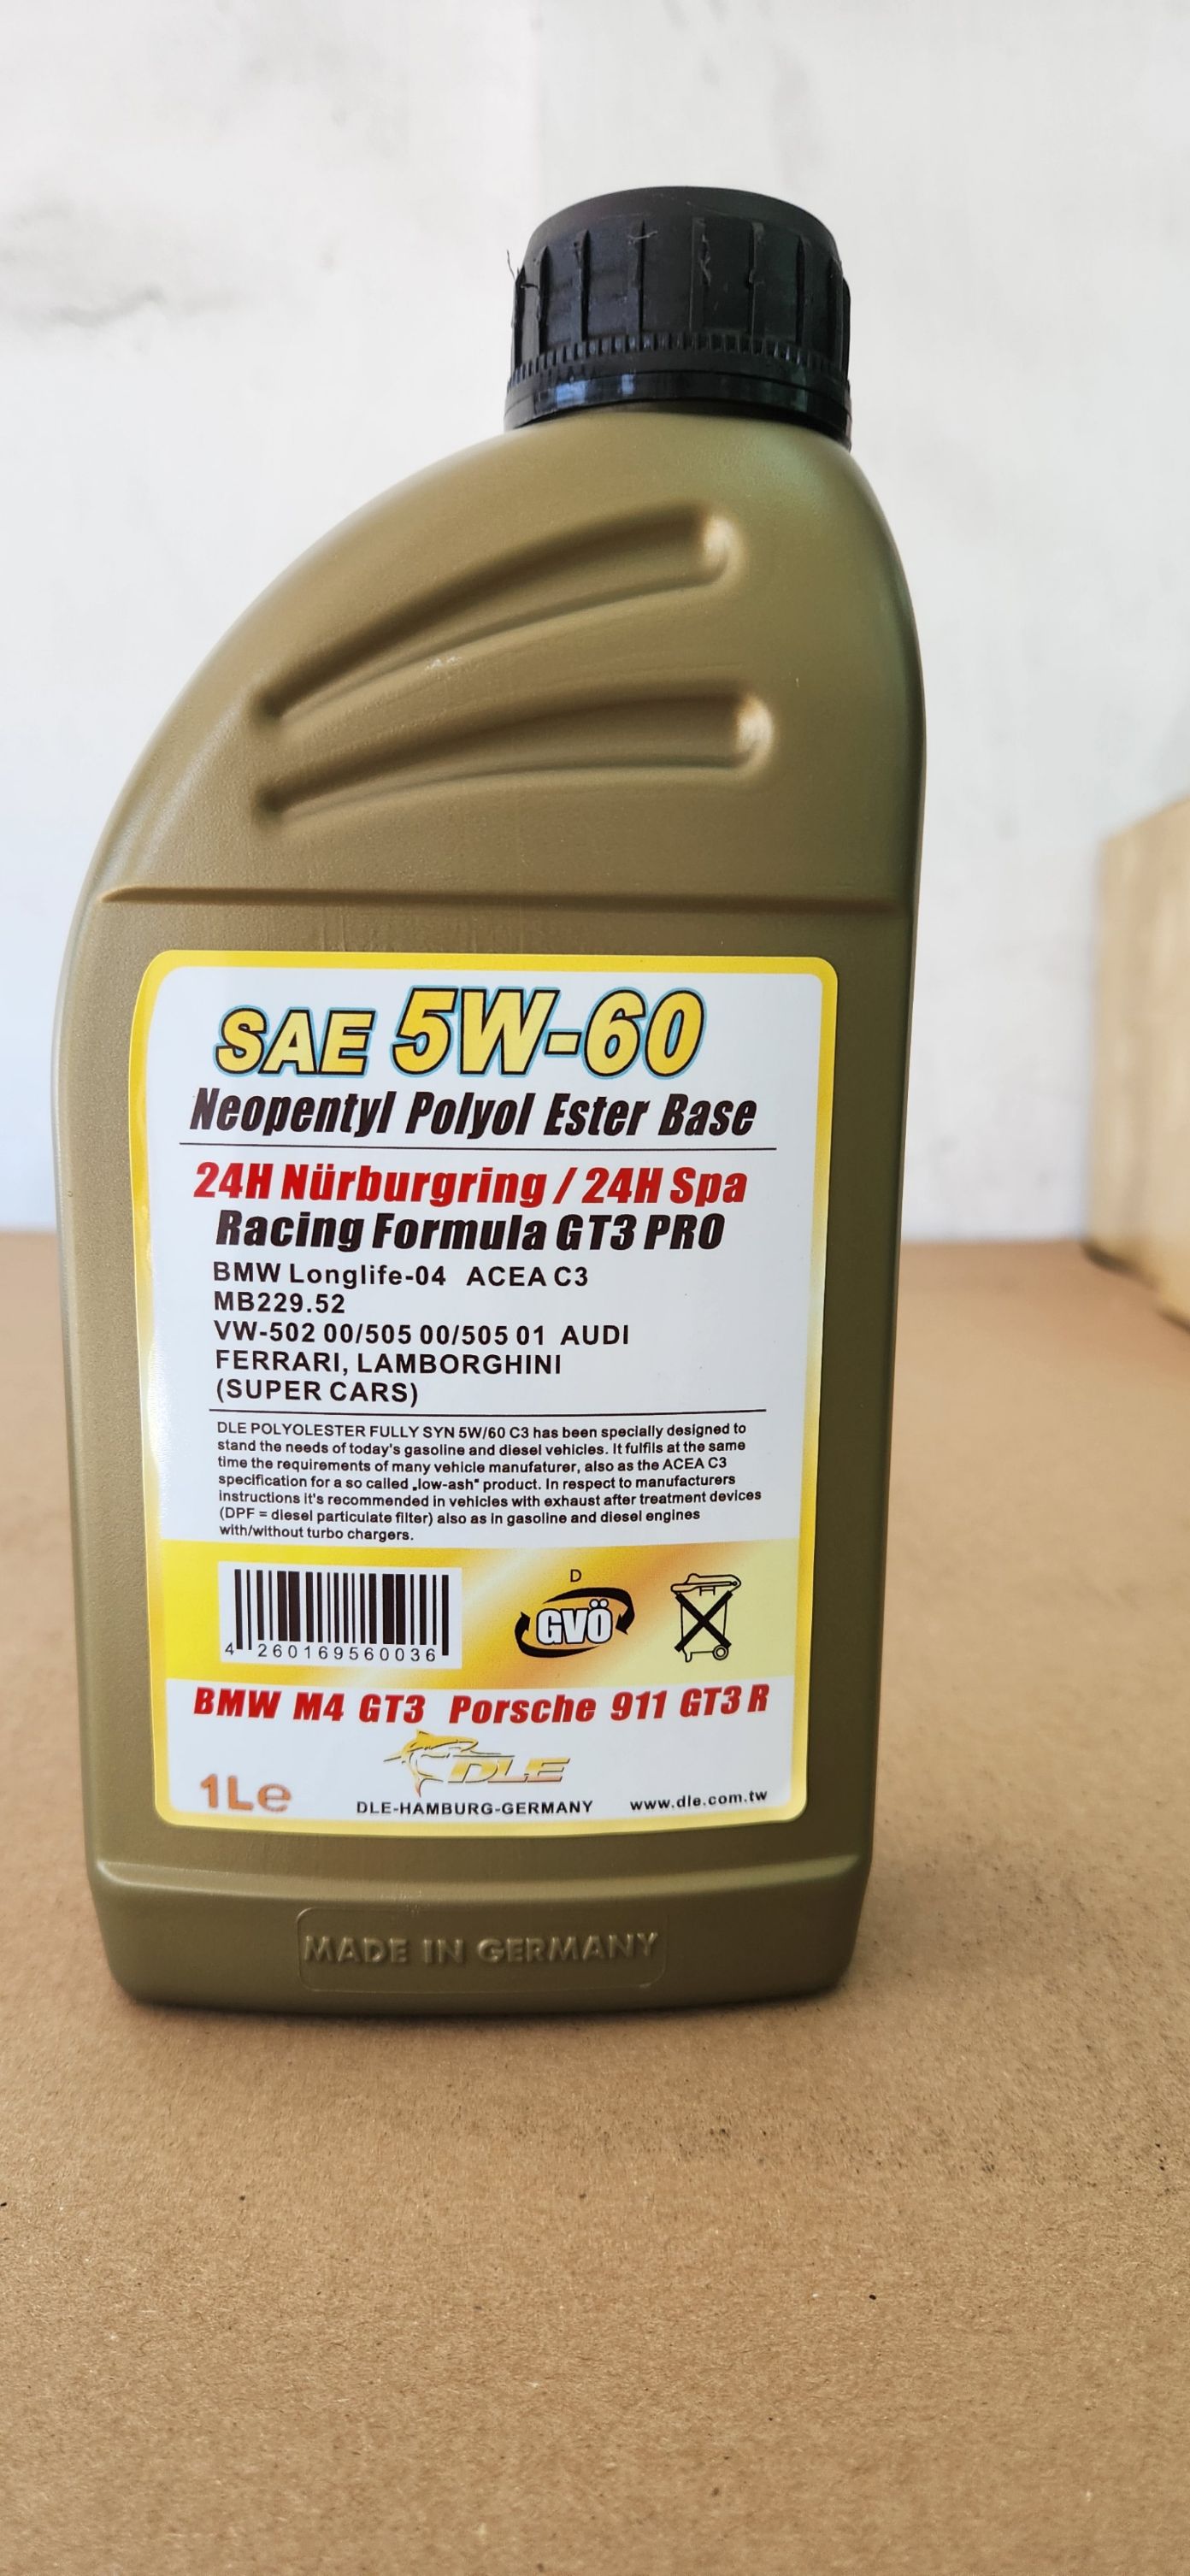 SAE 5W-60
Neopentyl Polyol Ester Base
24H Nürburgring / 24H Spa
Racing Formula GT3 PRO
BMW Longlife-04 ACEA C3
MB229.52
VW-502 00/505 00/505 01 AUDI
FERRARI, LAMBORGHINI
(SUPER CARS)
DLE POLYOLESTER FULLY SYN 5W/60 C3 has been specially designed to
stand the needs of today's gasoline and diesel vehicles. It fulfils at the same
time the requirements of many vehicle manufaturer, also as the ACEA C3
specification for a so called „low-ash“ product. In respect to manufacturers
instructions it's recommended in vehicles with exhaust after treatment devices
(DPF = diesel particulate filter) also as in gasoline and diesel engines
with/without turbo chargers.
D
GVÖ
4 260169560036
BMW M4 GT3 Porsche 911 GT3 R
DLE
1L℮
DLE-HAMBURG-GERMANY www.dle.com.tw
MADE IN GERMANY